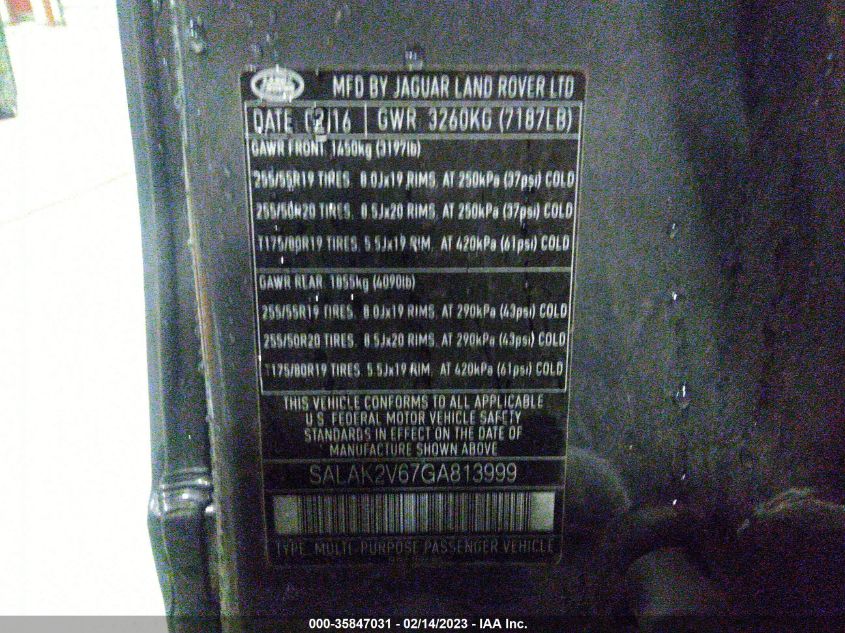 MFD BY JAGUAR LAND ROVER LTD
DATE 02/16 GWR 3260KG (7187LB)
GAWR FRONT 1450kg (3197lb)
255/55R19 TIRES. 8 0Jx19 RIMS. AT 250kPa (37psi) COLD
255/50R20 TIRES. 8 5Jx20 RIMS. AT 250kPa (37psi) COLD
T175/80R19 TIRES. 5 5Jx19 RIM. AT 420kPa (61psi) COLD
GAWR REAR 1855kg (4090lb)
255/55R19 TIRES. 8 0Jx19 RIMS. AT 290kPa (43psi) COLD
255/50R20 TIRES. 8 5Jx20 RIMS. AT 290kPa (43psi) COLD
T175/80R19 TIRES 5 5Jx19 RIM. AT 420kPa (61psi) COLD
THIS VEHICLE CONFORMS TO ALL APPLICABLE
U.S. FEDERAL MOTOR VEHICLE SAFETY
STANDARDS IN EFFECT ON THE DATE OF
MANUFACTURE SHOWN ABOVE
SALAK2V67GA813999
TYPE. MULTI-PURPOSE PASSENGER VEHICLE
000-35847031 - 02/14/2023 - IAA Inc.